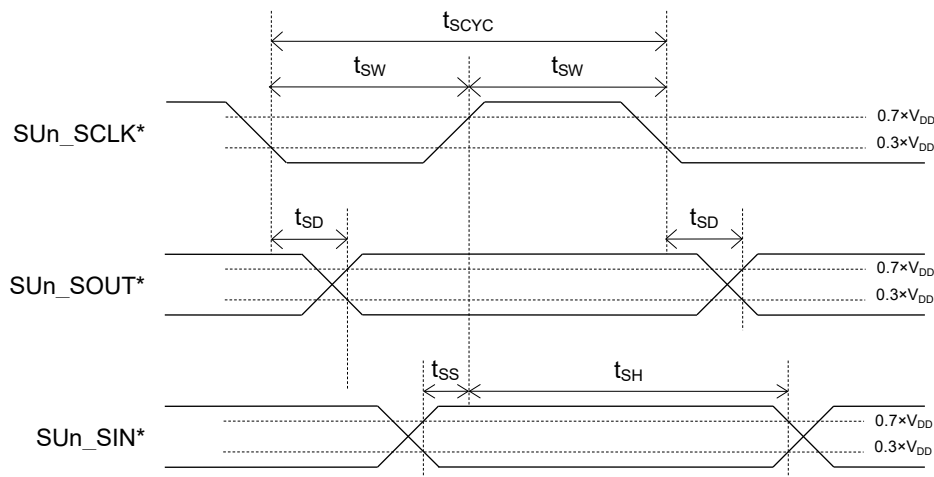 tSCYC
tSW tSW
SUn_SCLK*
0.7×VDD
0.3×VDD
tSD tSD
SUn_SOUT*
0.7×VDD
0.3×VDD
tSS tSH
SUn_SIN*
0.7×VDD
0.3×VDD